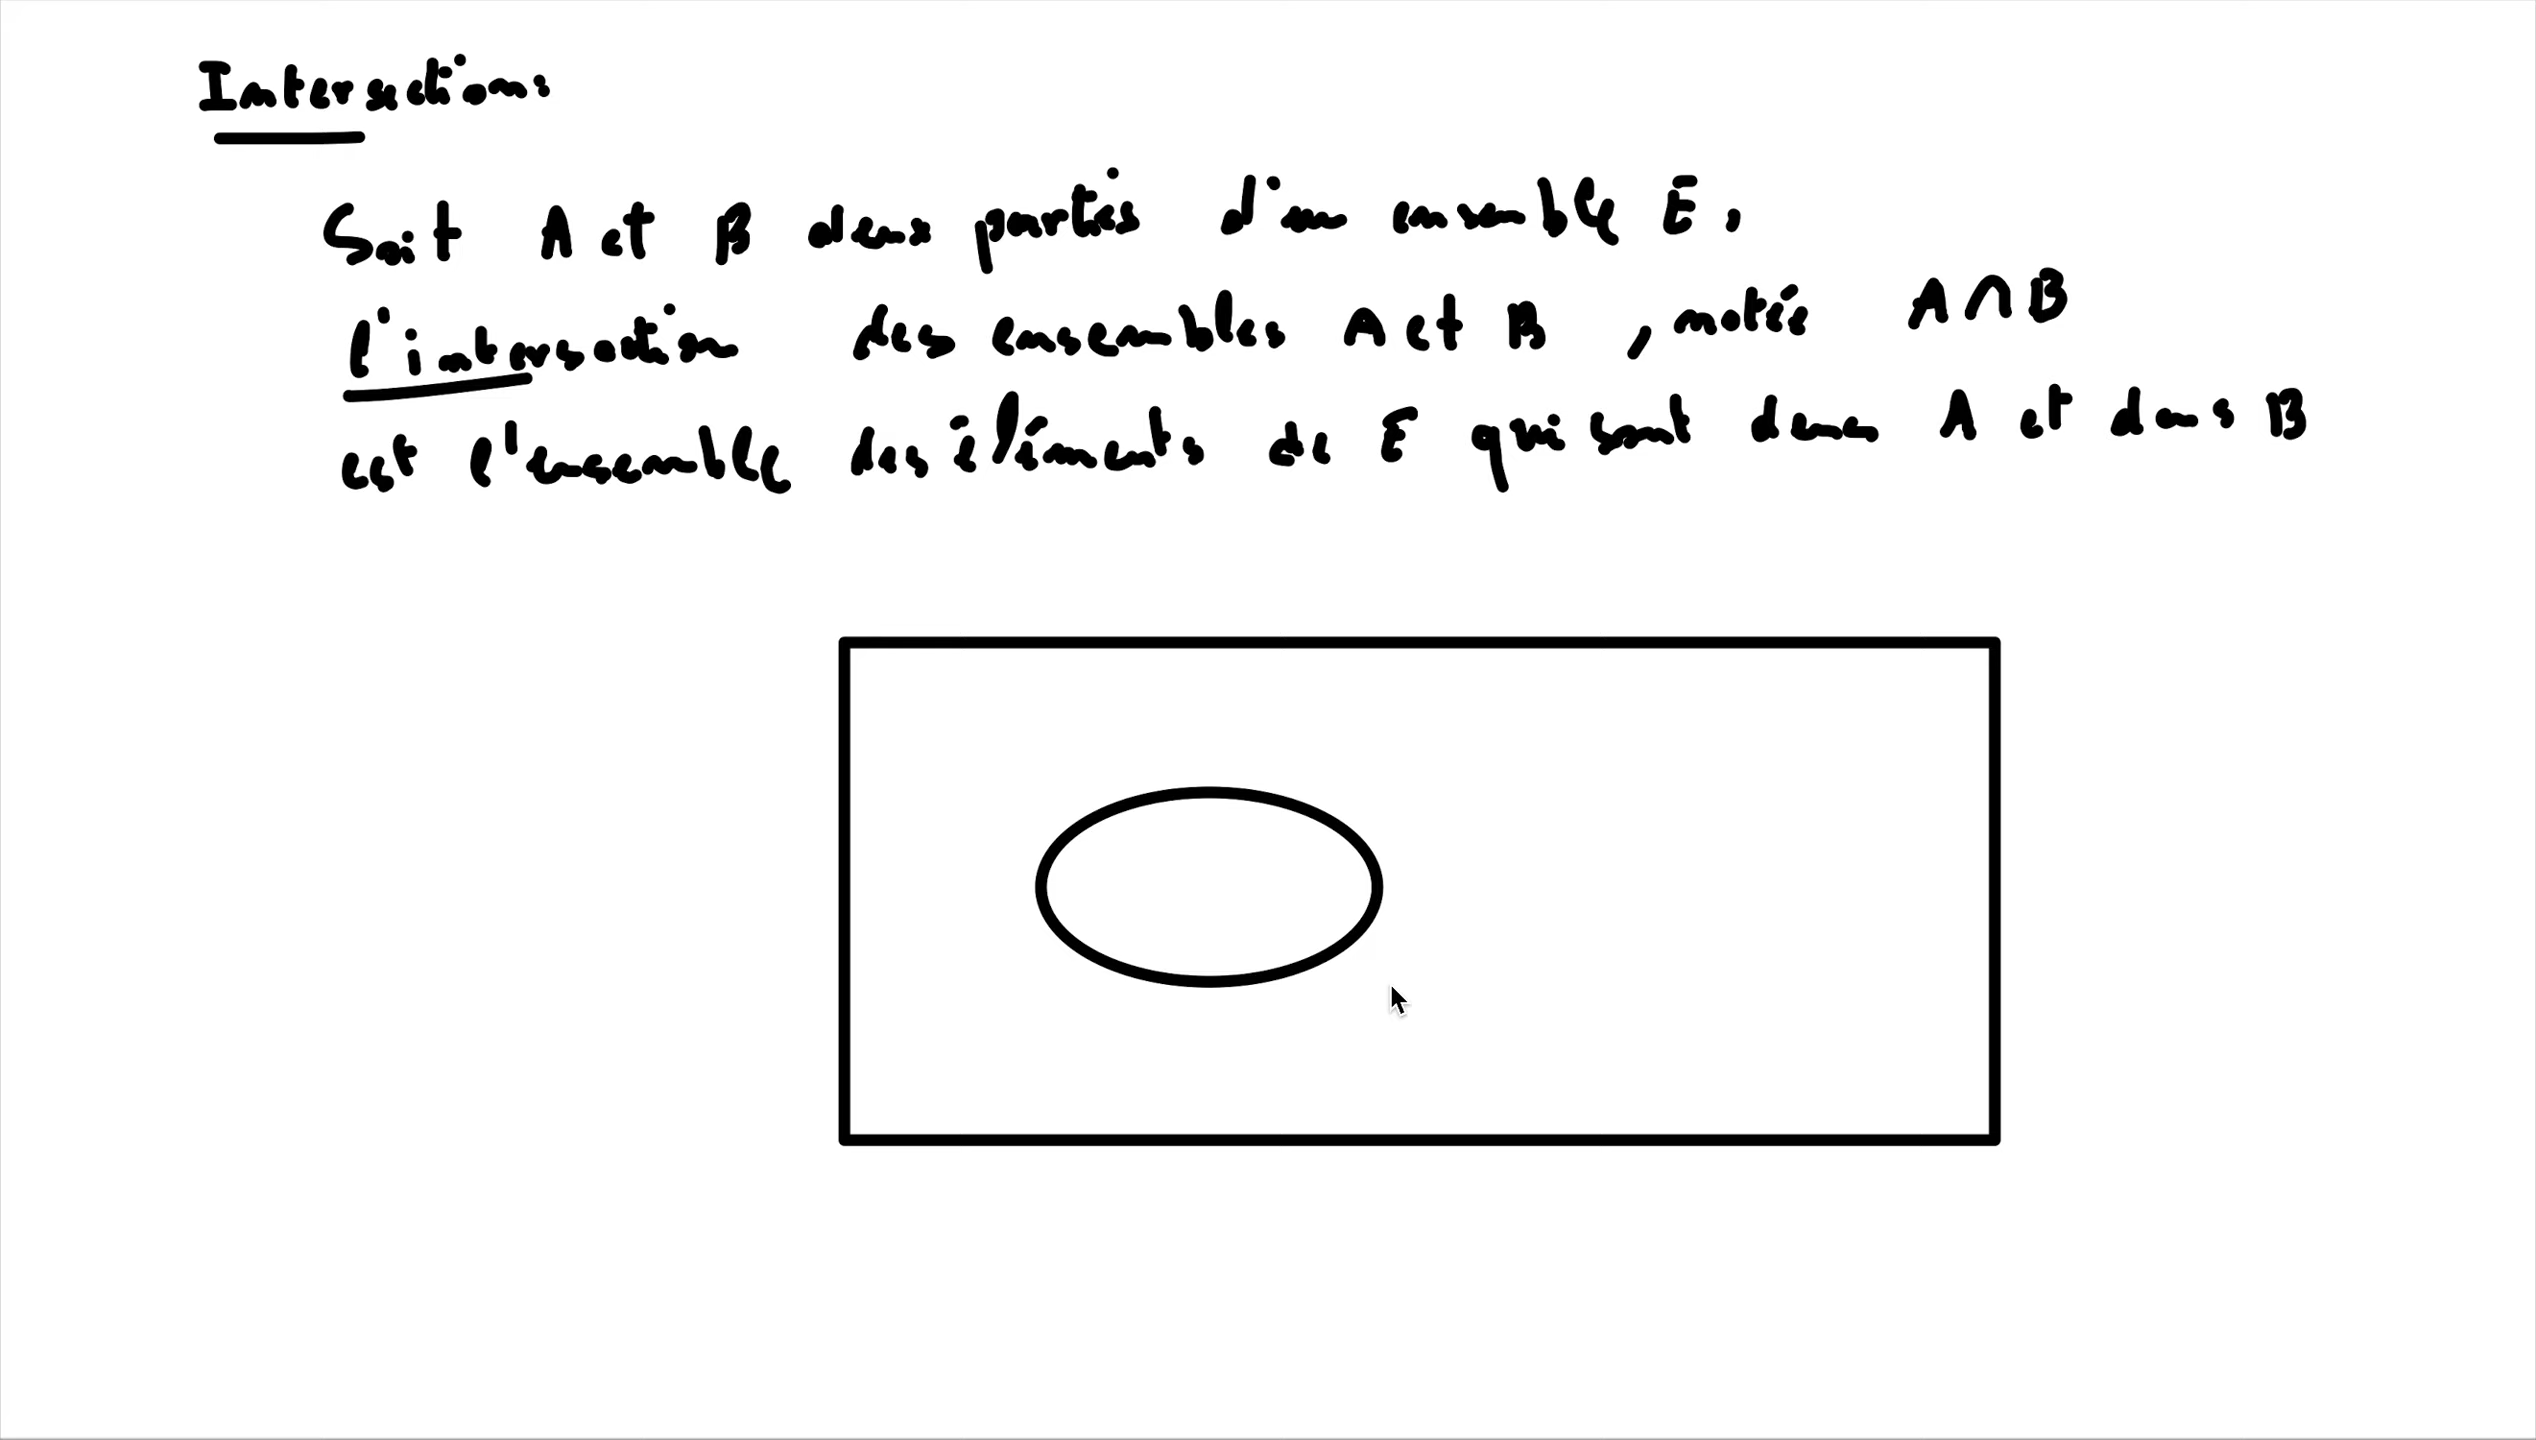 Intersection:
Soit A et B deux parties d'un ensemble E,
l'intersection des ensembles A et B, notée A∩B
est l'ensemble des éléments de E qui sont dans A et dans B